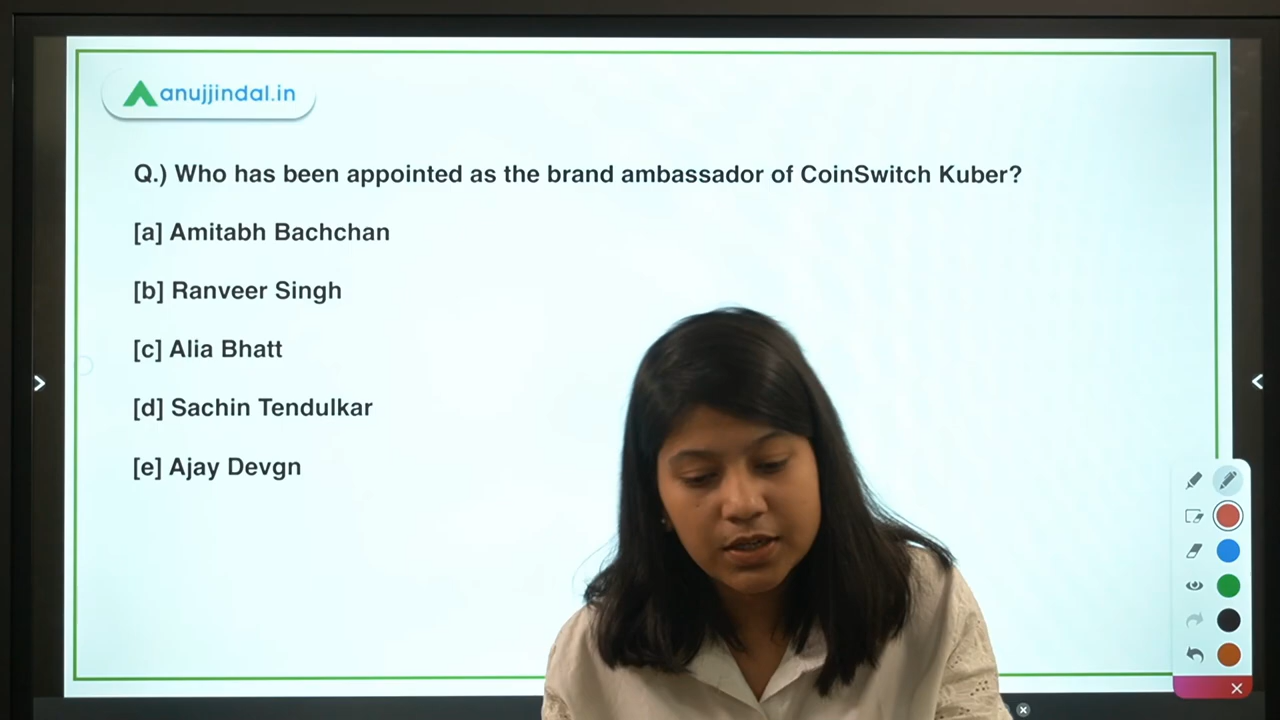 anujjindal.in
Q.) Who has been appointed as the brand ambassador of CoinSwitch Kuber?
[a] Amitabh Bachchan
[b] Ranveer Singh
[c] Alia Bhatt
[d] Sachin Tendulkar
[e] Ajay Devgn